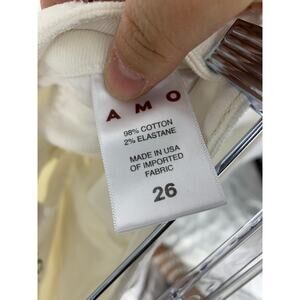 AMO
98% COTTON
2% ELASTANE
MADE IN USA
OF IMPORTED
FABRIC
26